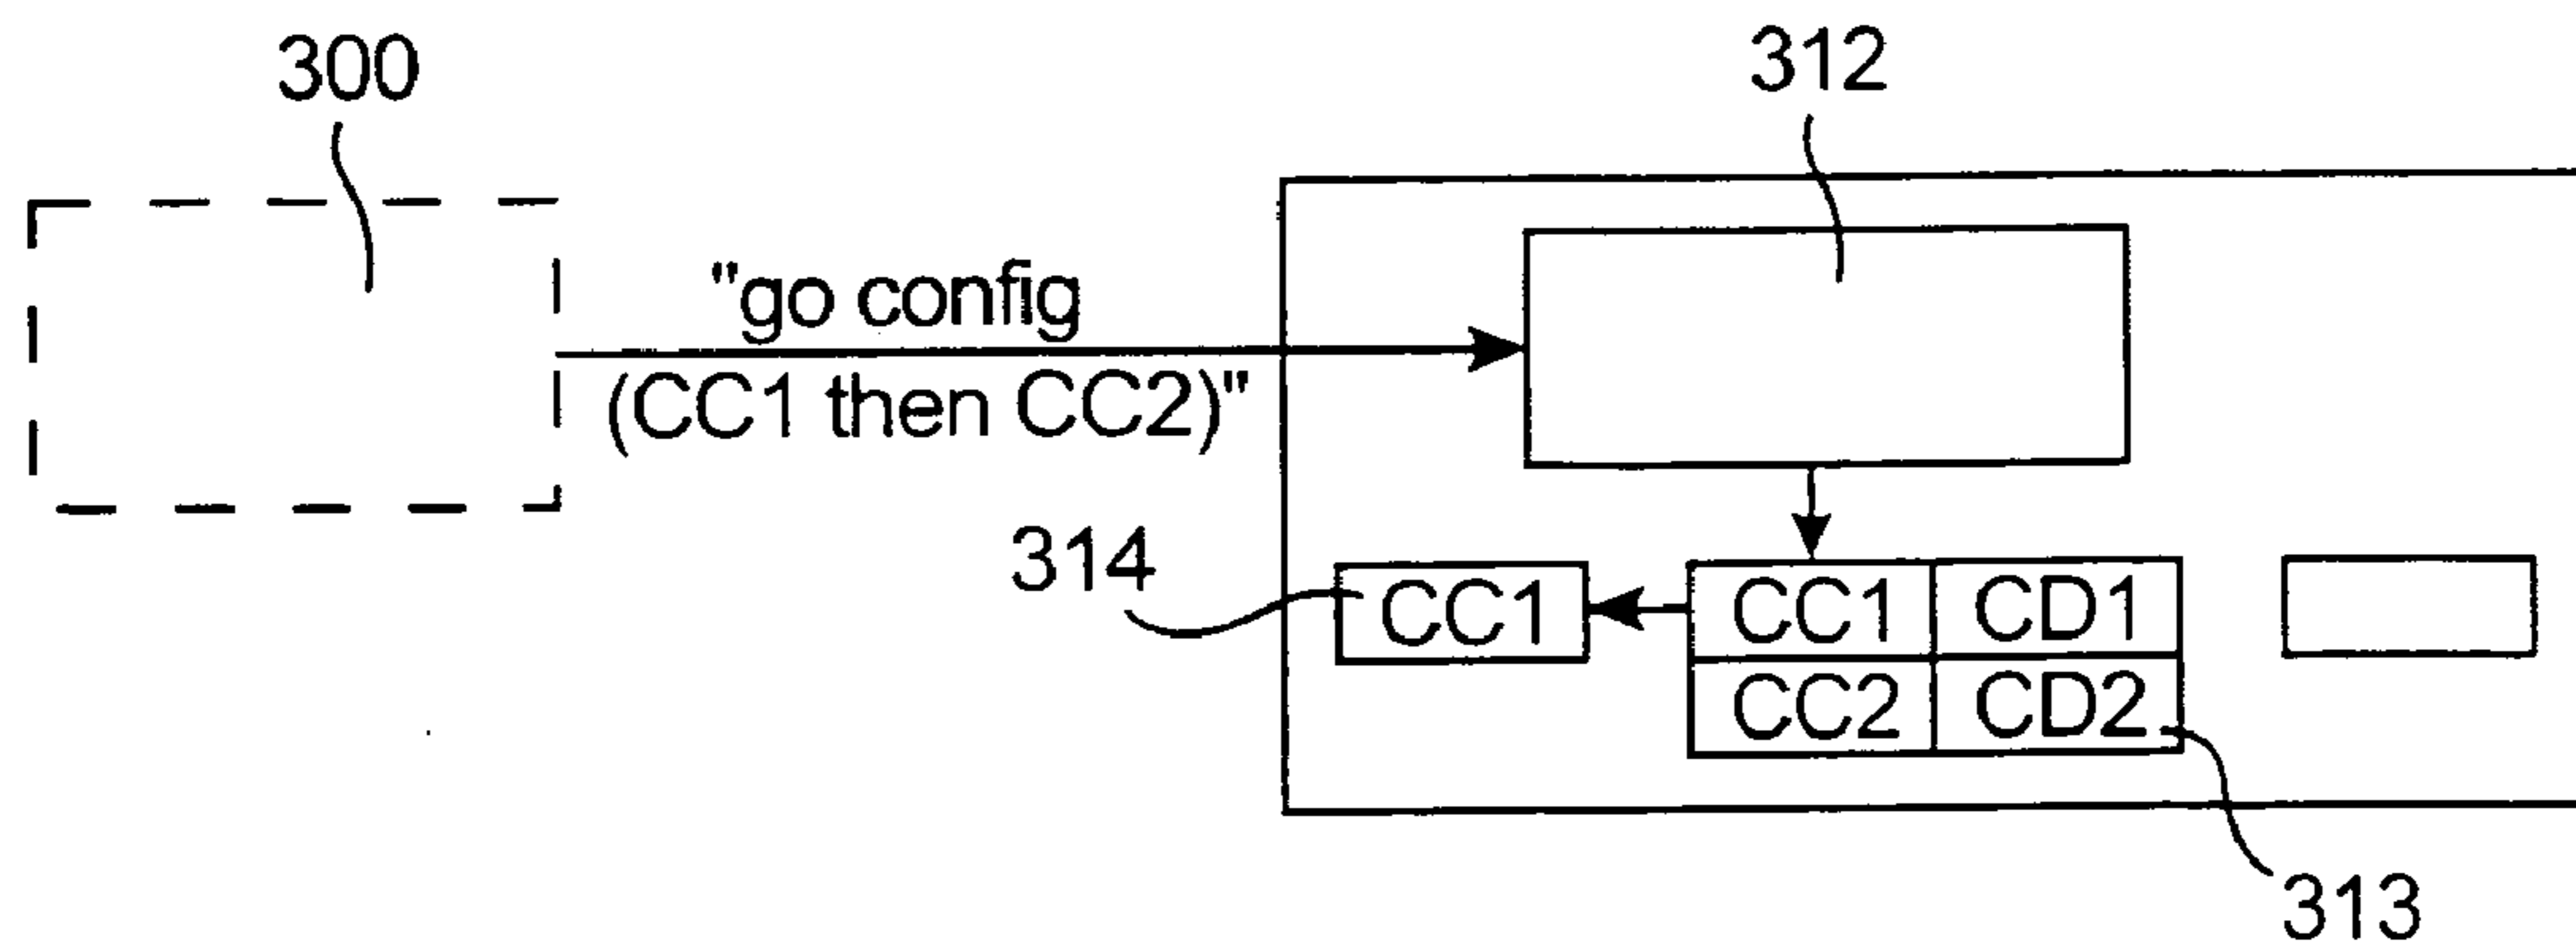 300
312
"go config
(CC1 then CC2)"
314
CC1
CC1 CD1
CC2 CD2
313